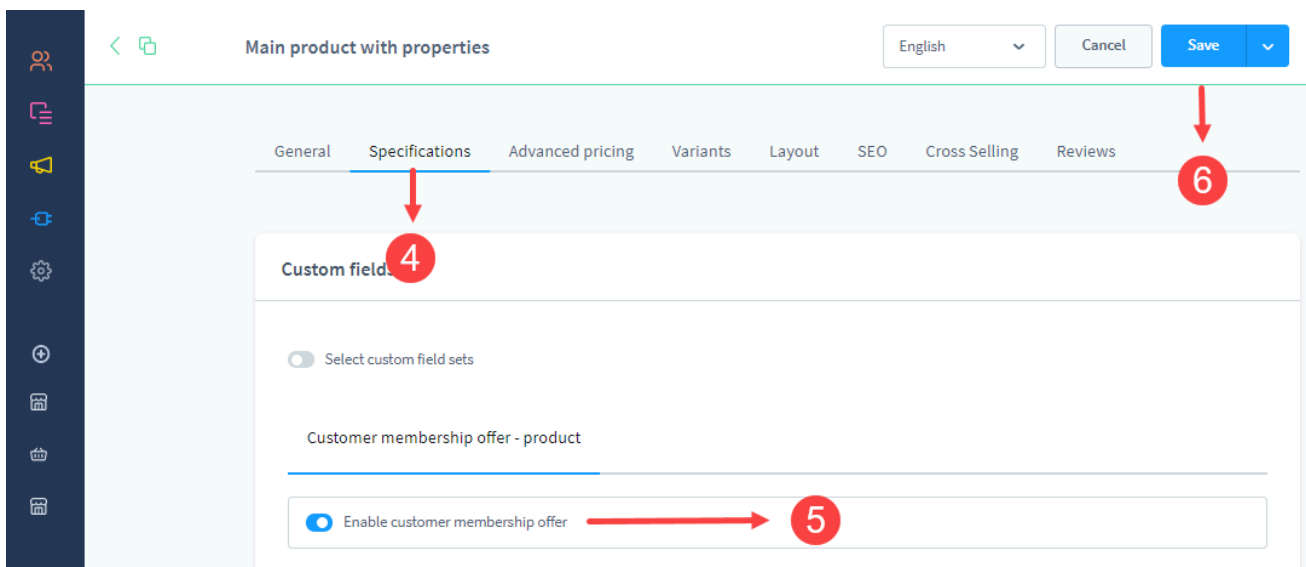 Main product with properties
English
Cancel
Save
General Specifications Advanced pricing Variants Layout SEO Cross Selling Reviews
6
4
Custom fields
Select custom field sets
Customer membership offer - product
Enable customer membership offer
5